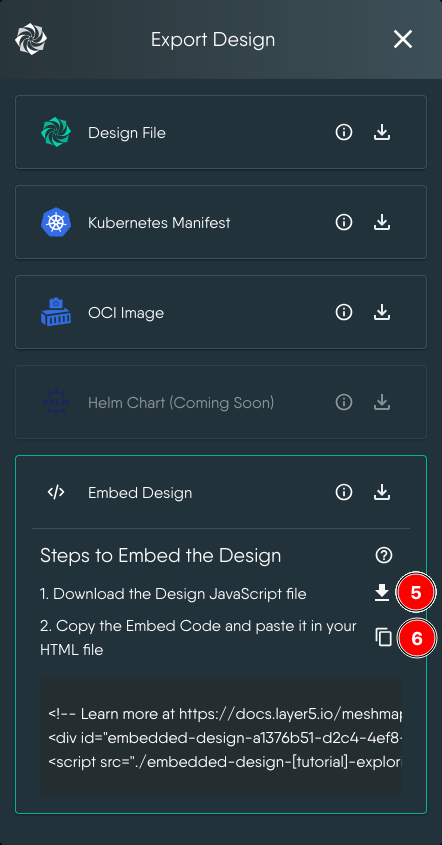 Export Design
Design File
Kubernetes Manifest
OCI Image
HELM
Helm Chart (Coming Soon)
</> Embed Design
Steps to Embed the Design
1. Download the Design JavaScript file
5
2. Copy the Embed Code and paste it in your
HTML file
6
<!-- Learn more at https://docs.layer5.io/meshmap
<div id="embedded-design-a1376b51-d2c4-4ef8-
<script src="./embedded-design-[tutorial]-explori